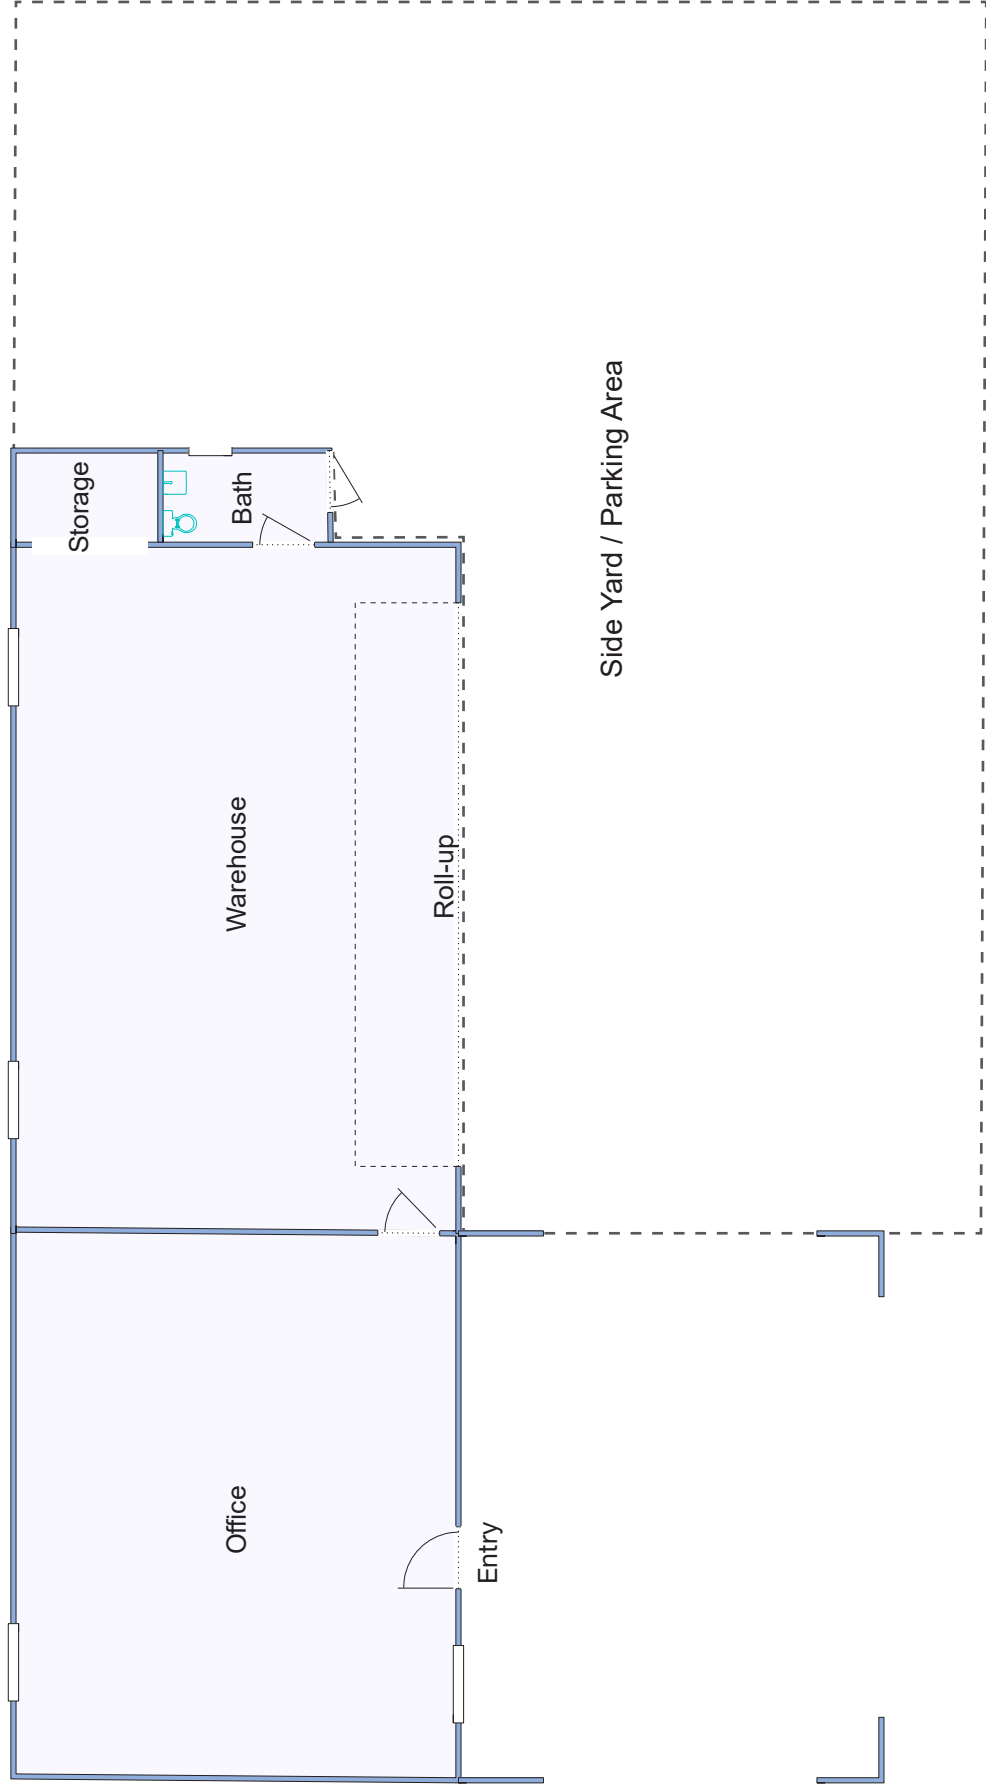 Storage
Bath
Side Yard / Parking Area
Warehouse
Roll-up
Office
Entry